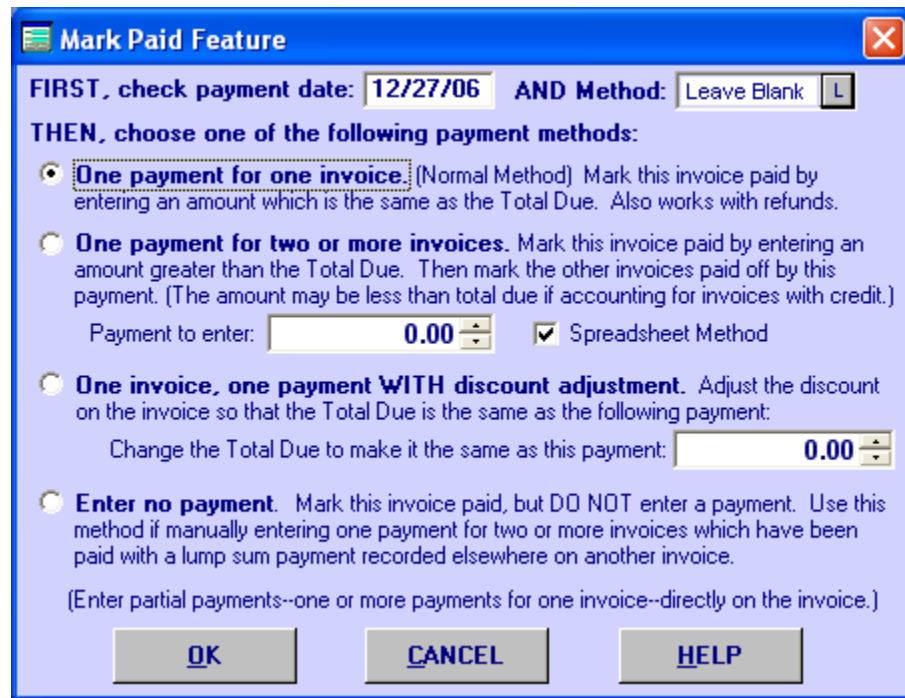 Mark Paid Feature
FIRST, check payment date: 12/27/06 AND Method: Leave Blank L
THEN, choose one of the following payment methods:
One payment for one invoice. (Normal Method) Mark this invoice paid by
entering an amount which is the same as the Total Due. Also works with refunds.
One payment for two or more invoices. Mark this invoice paid by entering an
amount greater than the Total Due. Then mark the other invoices paid off by this
payment. (The amount may be less than total due if accounting for invoices with credit.)
Payment to enter: 0.00 Spreadsheet Method
One invoice, one payment WITH discount adjustment. Adjust the discount
on the invoice so that the Total Due is the same as the following payment:
Change the Total Due to make it the same as this payment: 0.00
Enter no payment. Mark this invoice paid, but DO NOT enter a payment. Use this
method if manually entering one payment for two or more invoices which have been
paid with a lump sum payment recorded elsewhere on another invoice.
(Enter partial payments--one or more payments for one invoice--directly on the invoice.)
OK CANCEL HELP